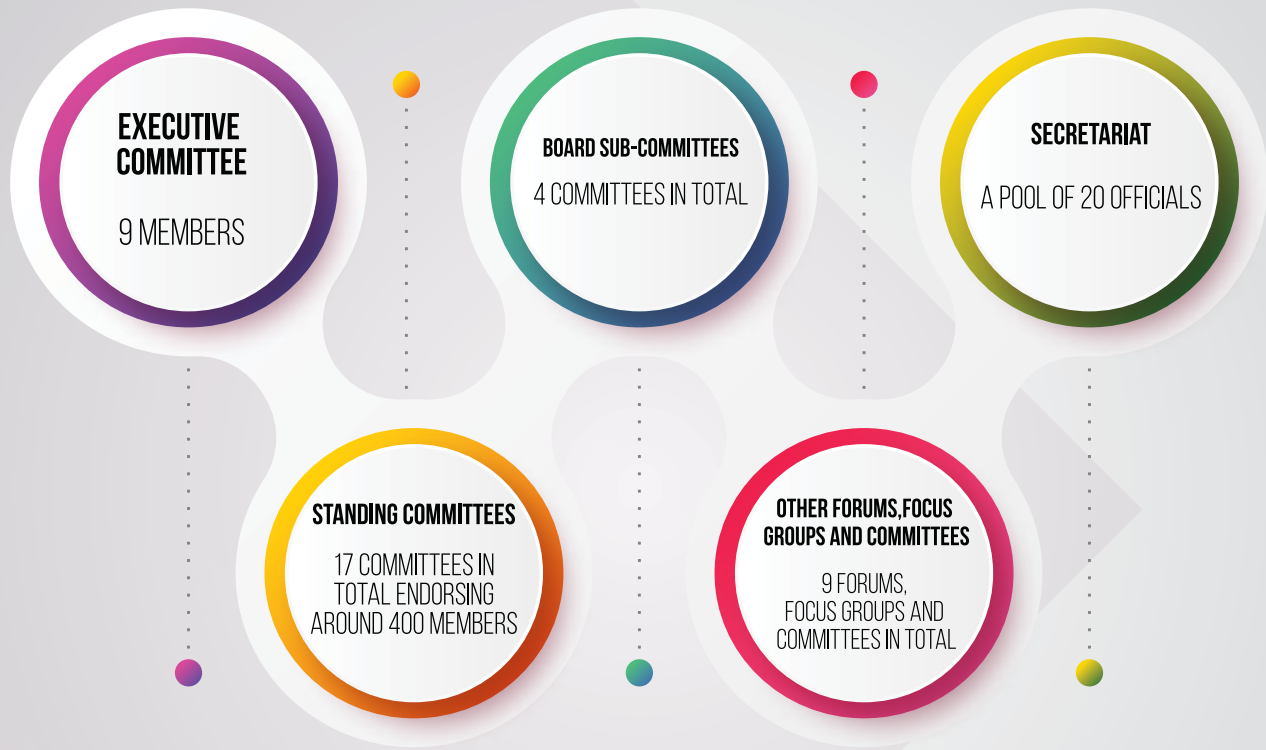 EXECUTIVE
COMMITTEE
9 MEMBERS
BOARD SUB-COMMITTEES
4 COMMITTEES IN TOTAL
SECRETARIAT
A POOL OF 20 OFFICIALS
STANDING COMMITTEES
17 COMMITTEES IN
TOTAL ENDORSING
AROUND 400 MEMBERS
OTHER FORUMS,FOCUS
GROUPS AND COMMITTEES
9 FORUMS,
FOCUS GROUPS AND
COMMITTEES IN TOTAL